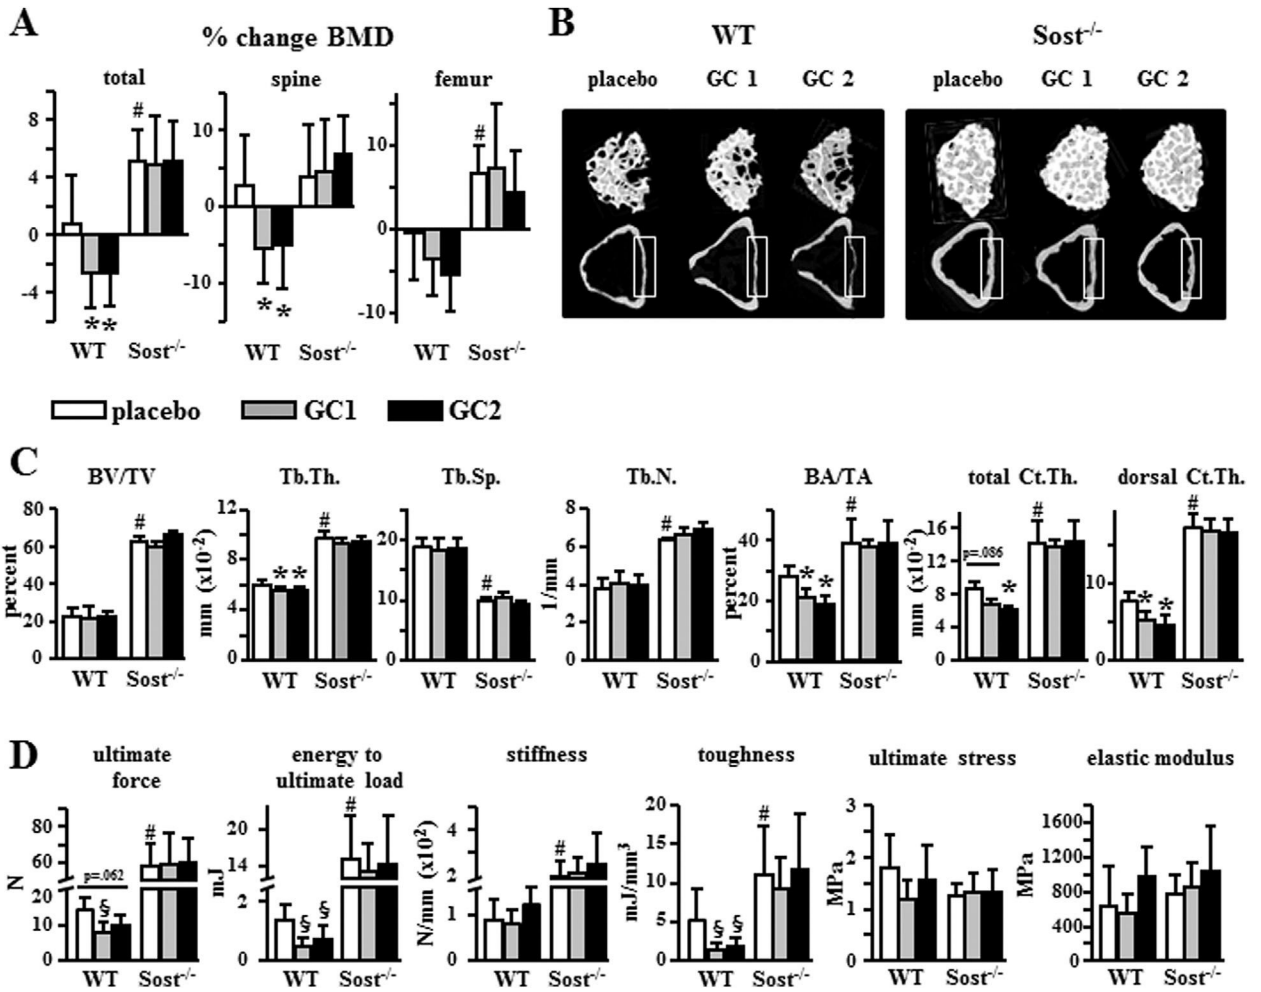 A
% change BMD
total
spine
femur
8
4
0
-4
10
0
-10
10
0
-10
#
#
* *
* *
WT Sost-/-
WT Sost-/-
WT Sost-/-
B
WT
Sost-/-
placebo GC 1 GC 2
placebo GC 1 GC 2
placebo GC1 GC2
C
BV/TV
percent
80
60
40
20
0
#
WT Sost-/-
Tb.Th.
mm (x10-2)
12
8
4
0
* *
#
WT Sost-/-
Tb.Sp.
20
10
0
#
WT Sost-/-
Tb.N.
1/mm
8
6
4
2
0
#
WT Sost-/-
BA/TA
percent
40
20
0
* *
#
WT Sost-/-
total Ct.Th.
mm (x10-2)
16
12
8
4
0
p=.086
*
#
WT Sost-/-
dorsal Ct.Th.
10
0
* *
#
WT Sost-/-
D
ultimate
force
N
80
60
40
20
10
0
p=.062
§
#
WT Sost-/-
energy to
ultimate load
mJ
20
14
2
0
§ §
#
WT Sost-/-
stiffness
N/mm (x102)
4
2
1
0
#
WT Sost-/-
toughness
mJ/mm3
20
15
10
5
0
§ §
#
WT Sost-/-
ultimate stress
MPa
3
2
1
0
WT Sost-/-
elastic modulus
MPa
1600
1200
800
400
0
WT Sost-/-